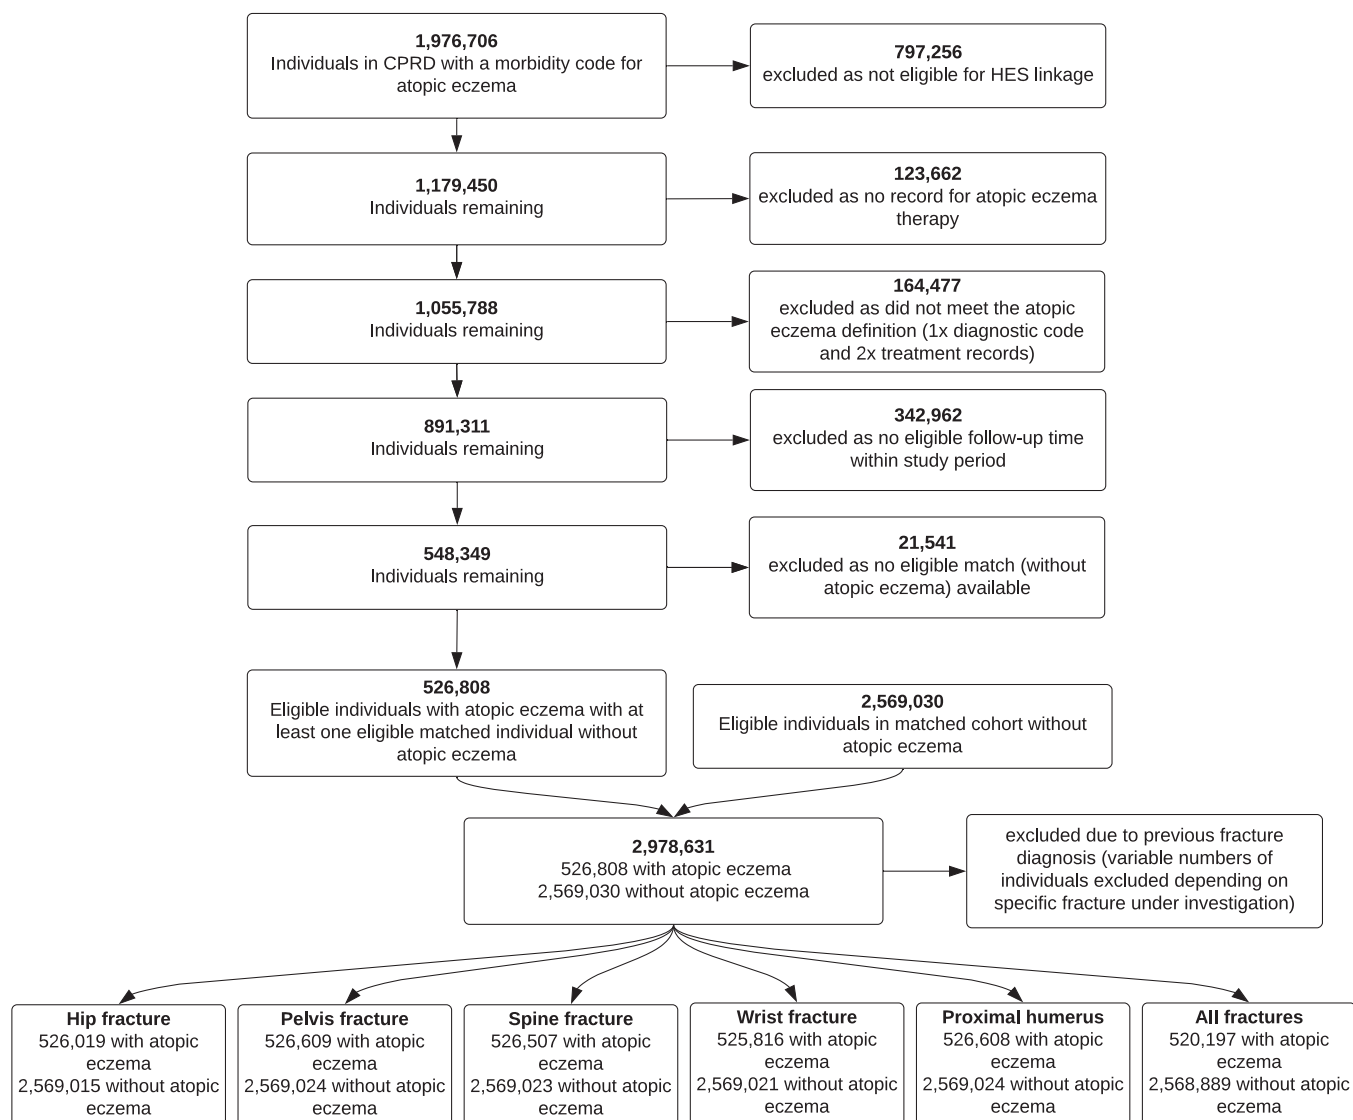 1,976,706
Individuals in CPRD with a morbidity code for
atopic eczema
797,256
excluded as not eligible for HES linkage
1,179,450
Individuals remaining
123,662
excluded as no record for atopic eczema
therapy
1,055,788
Individuals remaining
164,477
excluded as did not meet the atopic
eczema definition (1x diagnostic code
and 2x treatment records)
891,311
Individuals remaining
342,962
excluded as no eligible follow-up time
within study period
548,349
Individuals remaining
21,541
excluded as no eligible match (without
atopic eczema) available
526,808
Eligible individuals with atopic eczema with at
least one eligible matched individual without
atopic eczema
2,569,030
Eligible individuals in matched cohort without
atopic eczema
2,978,631
526,808 with atopic eczema
2,569,030 without atopic eczema
excluded due to previous fracture
diagnosis (variable numbers of
individuals excluded depending on
specific fracture under investigation)
Hip fracture
526,019 with atopic
eczema
2,569,015 without atopic
eczema
Pelvis fracture
526,609 with atopic
eczema
2,569,024 without atopic
eczema
Spine fracture
526,507 with atopic
eczema
2,569,023 without atopic
eczema
Wrist fracture
525,816 with atopic
eczema
2,569,021 without atopic
eczema
Proximal humerus
526,608 with atopic
eczema
2,569,024 without atopic
eczema
All fractures
520,197 with atopic
eczema
2,568,889 without atopic
eczema